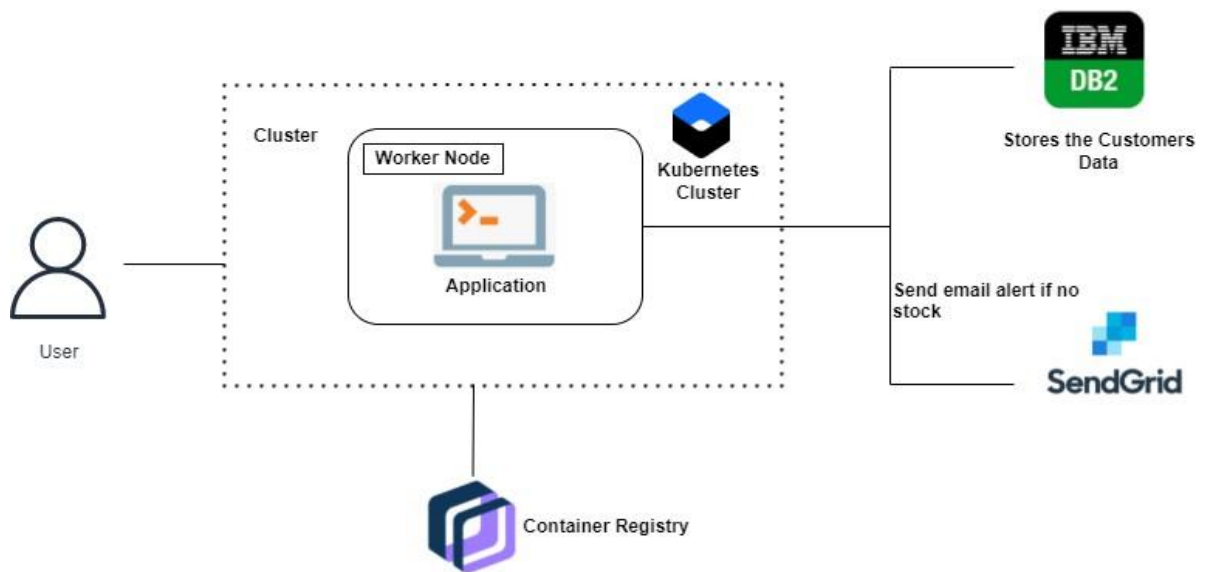 IBM
DB2
Stores the Customers
Data
Cluster
Worker Node
Kubernetes
Cluster
Application
User
Send email alert if no
stock
SendGrid
Container Registry